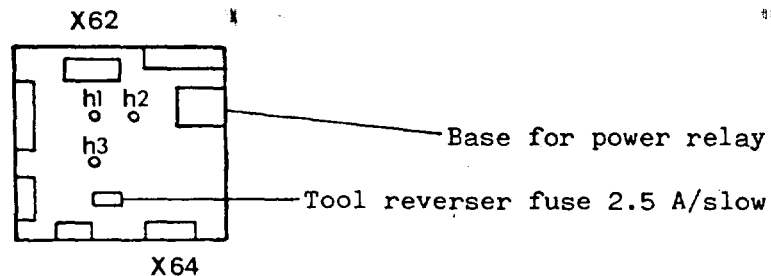 X62
h1 h2
h3
Base for power relay
Tool reverser fuse 2.5 A/slow
X64